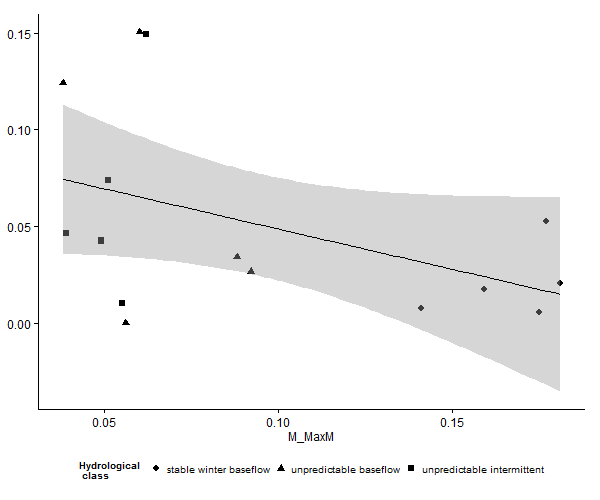 0.15
0.10
0.05
0.00
0.05 0.10 0.15
M_MaxM
Hydrological
class
stable winter baseflow unpredictable baseflow unpredictable intermittent